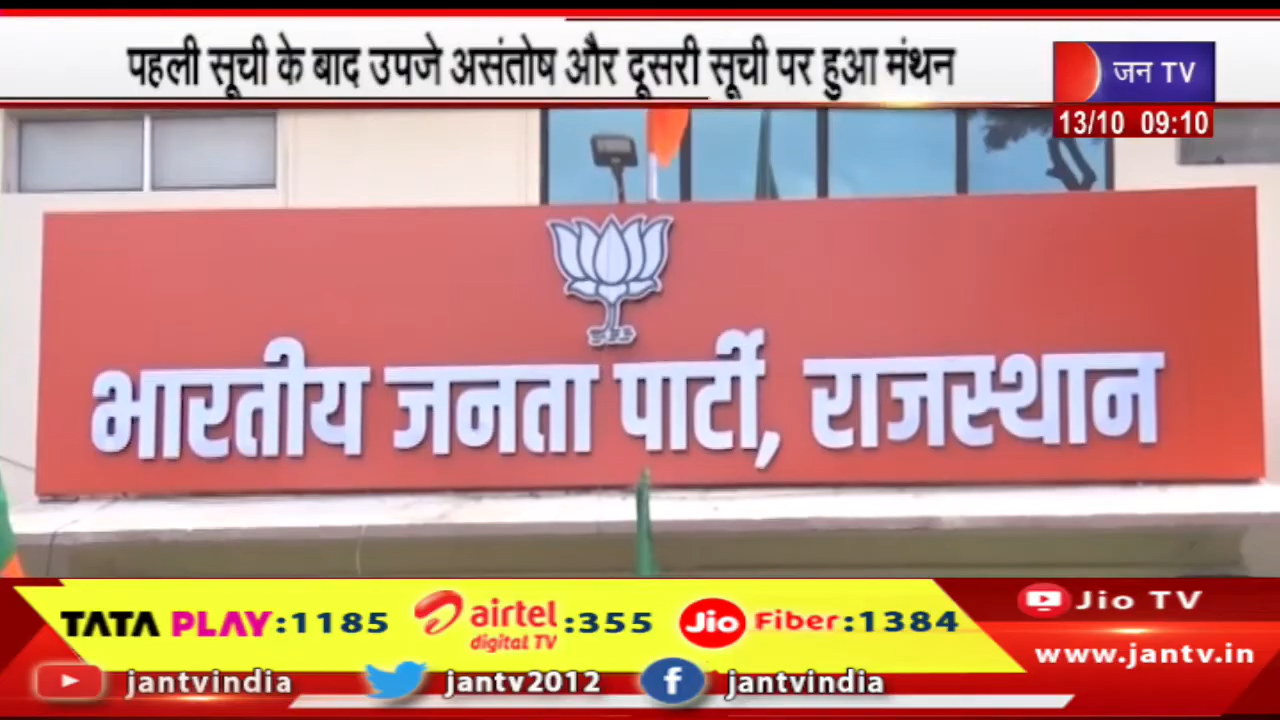 पहली सूची के बाद उपजे असंतोष और दूसरी सूची पर हुआ मंथन
जन TV
13/10 09:10
भारतीय जनता पार्टी, राजस्थान
TATA PLAY:1185
airtel digital TV:355
Jio Fiber:1384
Jio TV
www.jantv.in
jantvindia
jantv2012
jantvindia